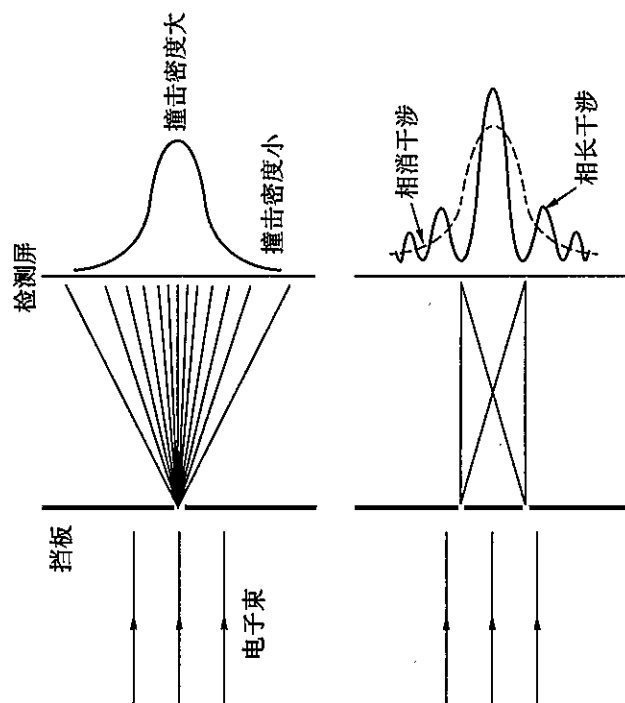 检测屏
撞击密度大
撞击密度小
挡板
电子束
相消干涉
相长干涉